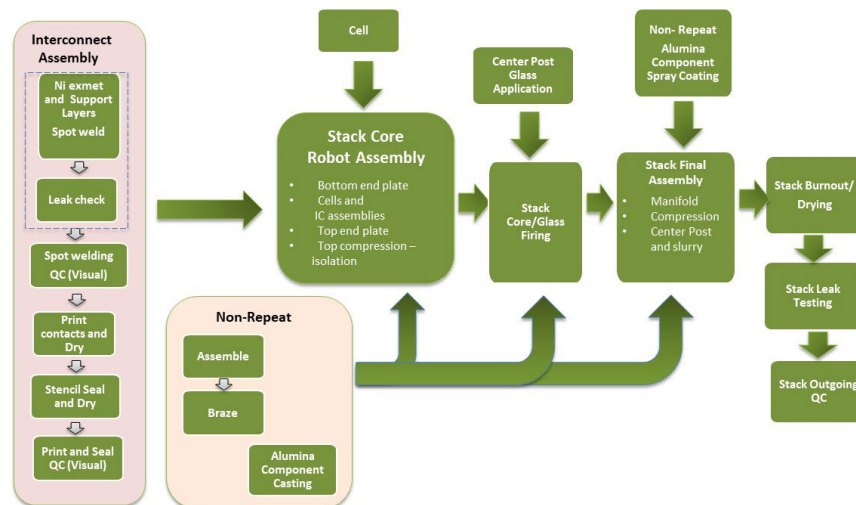 Interconnect
Assembly
Ni exmet
and Support
Layers
Spot weld
Leak check
Spot welding
QC (Visual)
Print
contacts and
Dry
Stencil Seal
and Dry
Print and Seal
QC (Visual)
Cell
Stack Core
Robot Assembly
• Bottom end plate
• Cells and
IC assemblies
• Top end plate
• Top compression –
isolation
Non-Repeat
Assemble
Braze
Alumina
Component
Casting
Center Post
Glass
Application
Stack
Core/Glass
Firing
Non- Repeat
Alumina
Component
Spray Coating
Stack Final
Assembly
• Manifold
• Compression
• Center Post
and slurry
Stack Burnout/
Drying
Stack Leak
Testing
Stack Outgoing
QC